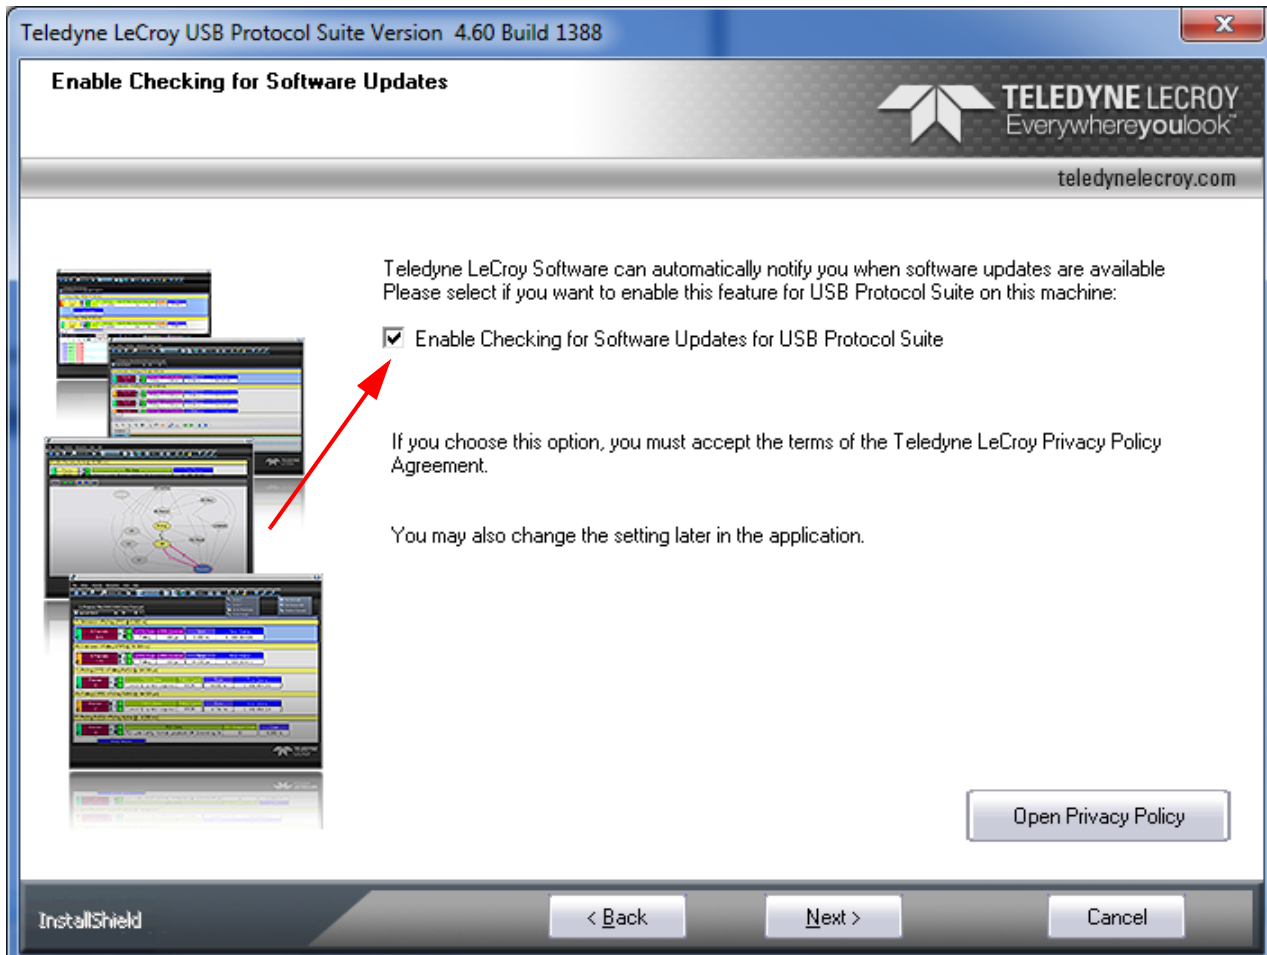 Teledyne LeCroy USB Protocol Suite Version 4.60 Build 1388
x
Enable Checking for Software Updates
TELEDYNE LECROY
Everywhereyoulook™
teledynelecroy.com
Teledyne LeCroy Software can automatically notify you when software updates are available
Please select if you want to enable this feature for USB Protocol Suite on this machine:
Enable Checking for Software Updates for USB Protocol Suite
If you choose this option, you must accept the terms of the Teledyne LeCroy Privacy Policy
Agreement.
You may also change the setting later in the application.
Open Privacy Policy
InstallShield
< Back
Next >
Cancel